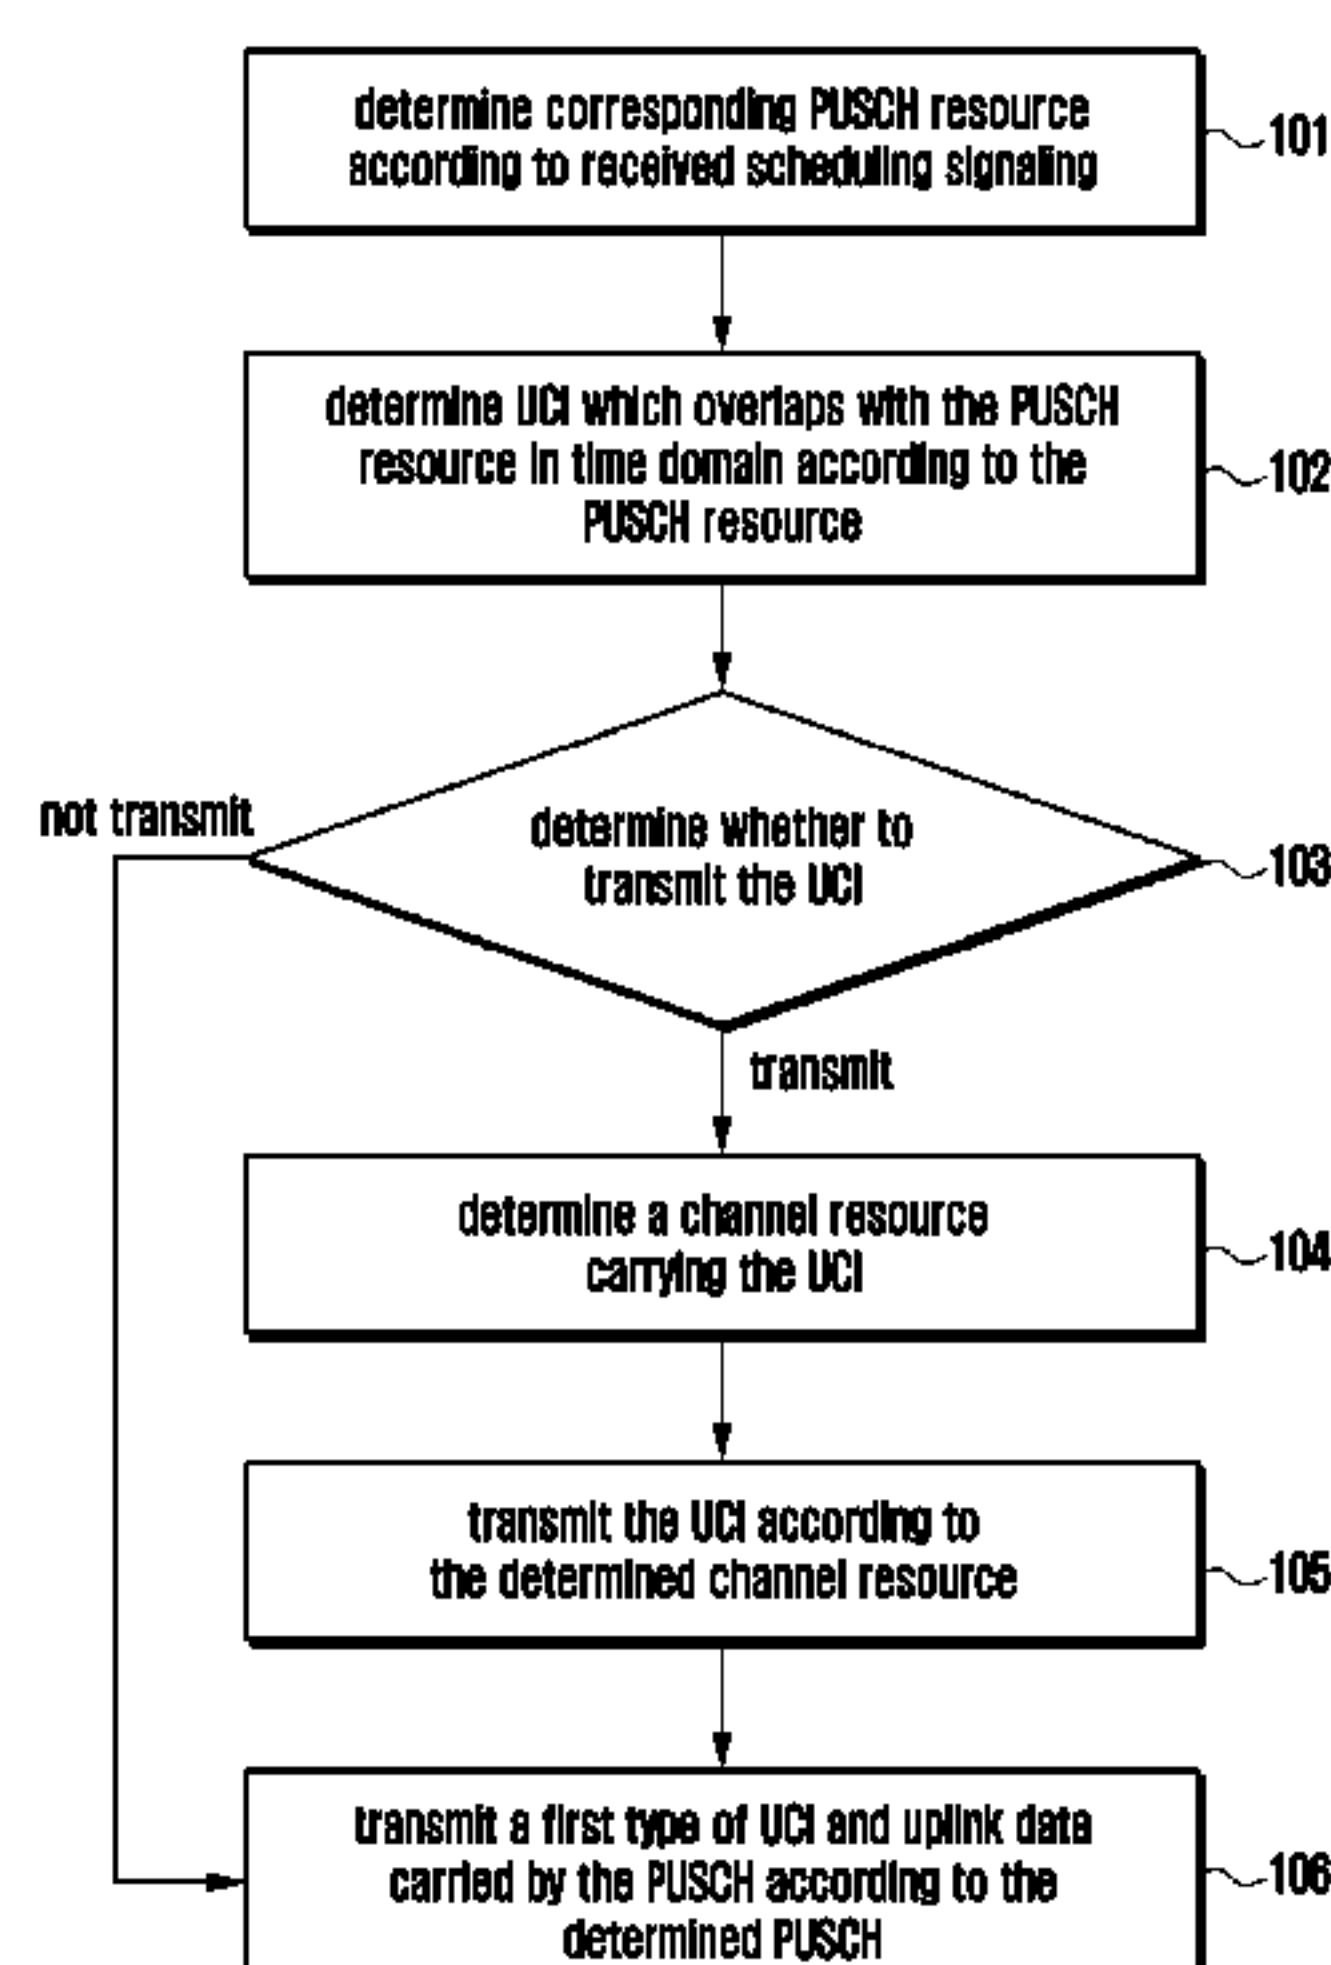 determine corresponding PUSCH resource
according to received scheduling signaling
101
determine UCI which overlaps with the PUSCH
resource in time domain according to the
PUSCH resource
102
not transmit
determine whether to
transmit the UCI
103
transmit
determine a channel resource
carrying the UCI
104
transmit the UCI according to
the determined channel resource
105
transmit a first type of UCI and uplink data
carried by the PUSCH according to the
determined PUSCH
106